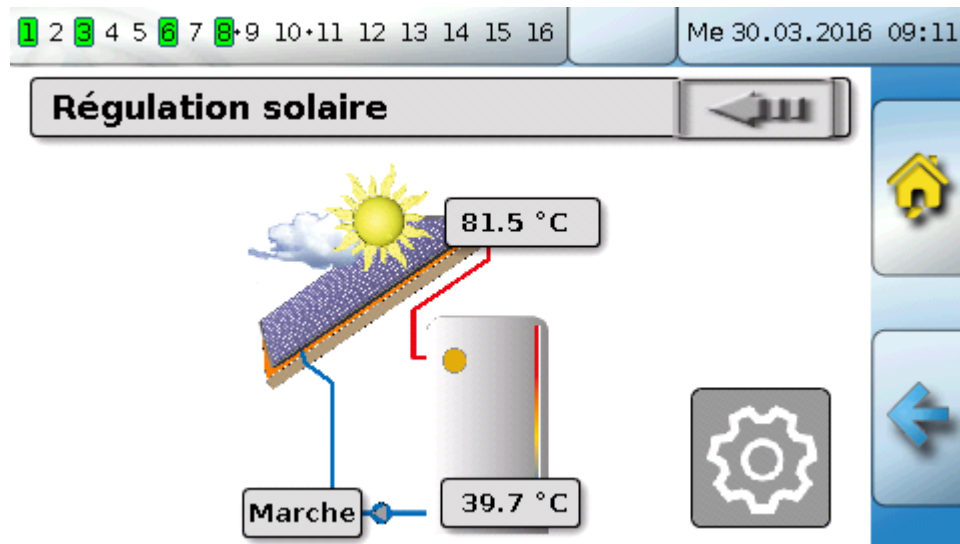 1 2 3 4 5 6 7 8+9 10+11 12 13 14 15 16
Me 30.03.2016 09:11
Régulation solaire
81.5 °C
39.7 °C
Marche